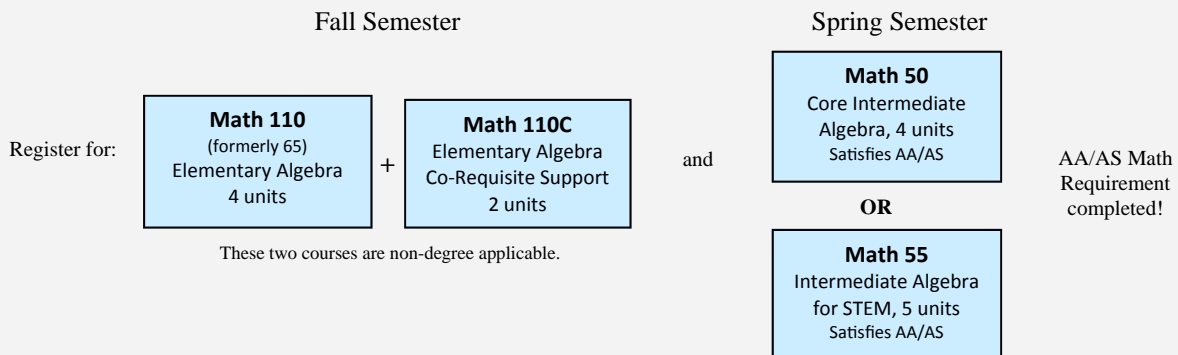 Fall Semester
Spring Semester
Register for:
Math 110
(formerly 65)
Elementary Algebra
4 units
+
Math 110C
Elementary Algebra
Co-Requisite Support
2 units
These two courses are non-degree applicable.
and
Math 50
Core Intermediate
Algebra, 4 units
Satisfies AA/AS
OR
Math 55
Intermediate Algebra
for STEM, 5 units
Satisfies AA/AS
AA/AS Math
Requirement
completed!